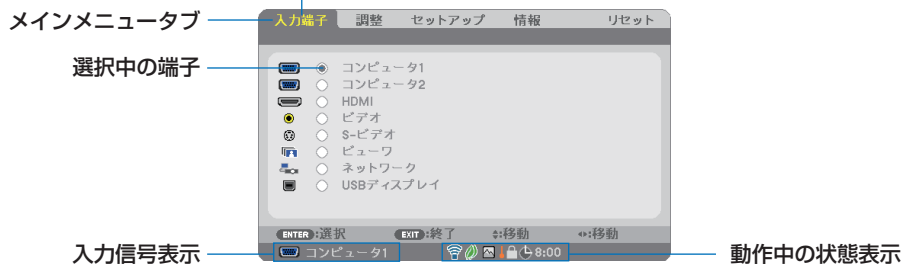 メインメニュータブ
入力端子 調整 セットアップ 情報 リセット
選択中の端子
コンピュータ1
コンピュータ2
HDMI
ビデオ
S-ビデオ
ビューワ
ネットワーク
USBディスプレイ
ENTER:選択 EXIT:終了 :移動 :移動
入力信号表示
コンピュータ1 8:00
動作中の状態表示